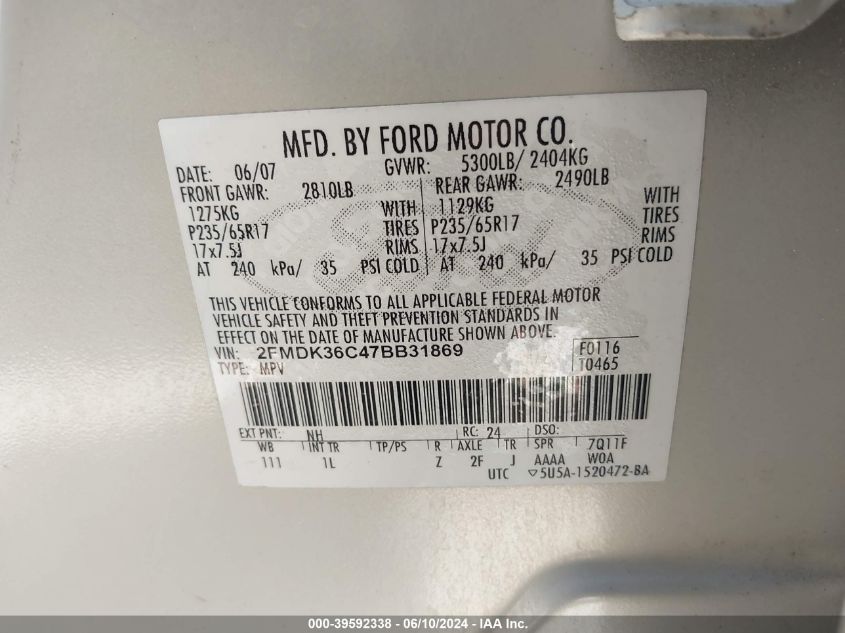 MFD. BY FORD MOTOR CO.
DATE: 06/07 GVWR: 5300LB/ 2404KG
FRONT GAWR: 2810LB REAR GAWR: 2490LB
1275KG WITH 1129KG WITH
P235/65R17 TIRES P235/65R17 TIRES
17x7.5J RIMS 17x7.5J RIMS
AT 240 kPa/ 35 PSI COLD AT 240 kPa/ 35 PSI COLD
THIS VEHICLE CONFORMS TO ALL APPLICABLE FEDERAL MOTOR
VEHICLE SAFETY AND THEFT PREVENTION STANDARDS IN
EFFECT ON THE DATE OF MANUFACTURE SHOWN ABOVE.
VIN: 2FMDK36C47BB31869 F0116
TYPE: MPV T0465
EXT PNT: NH RC: 24 DSO:
WB INT TR TP/PS R AXLE TR SPR 7Q11F
111 1L Z 2F J AAAA W0A
UTC ▽5U5A-1520472-BA
000-39592338 - 06/10/2024 - IAA Inc.